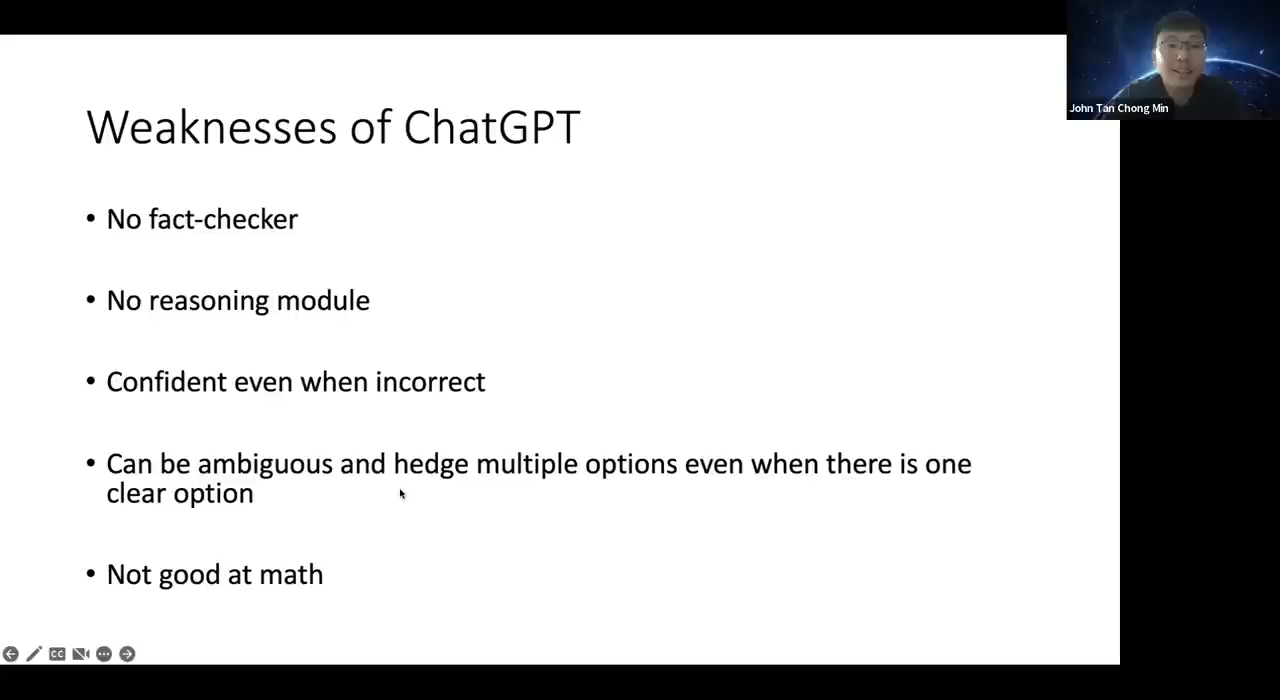 John Tan Chong Min
Weaknesses of ChatGPT
• No fact-checker
• No reasoning module
• Confident even when incorrect
• Can be ambiguous and hedge multiple options even when there is one
clear option
• Not good at math
CC